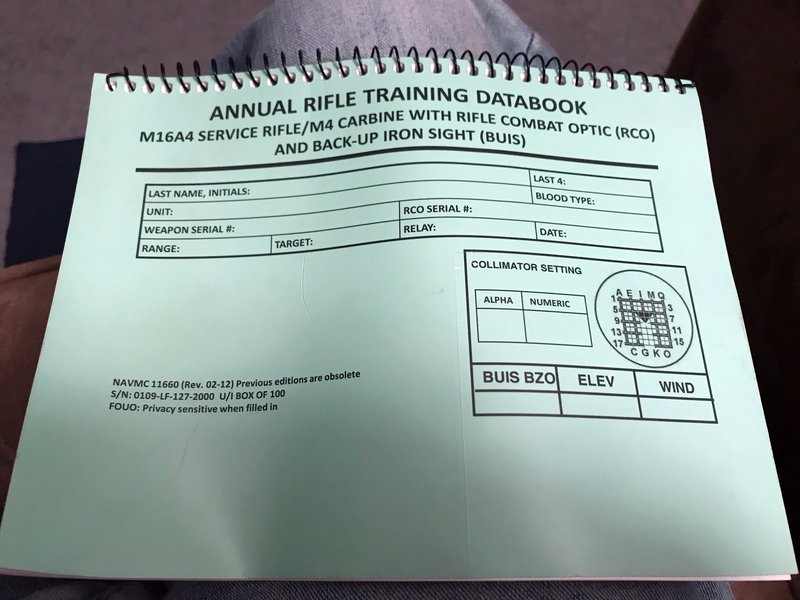 ANNUAL RIFLE TRAINING DATABOOK
M16A4 SERVICE RIFLE/M4 CARBINE WITH RIFLE COMBAT OPTIC (RCO)
AND BACK-UP IRON SIGHT (BUIS)
LAST NAME, INITIALS:
LAST 4:
BLOOD TYPE:
UNIT:
RCO SERIAL #:
WEAPON SERIAL #:
RELAY:
DATE:
RANGE:
TARGET:
COLLIMATOR SETTING
ALPHA NUMERIC
A E I M Q
1 3
5 7
9 11
13 15
17
C G K O
BUIS BZO ELEV WIND
NAVMC 11660 (Rev. 02-12) Previous editions are obsolete
S/N: 0109-LF-127-2000 U/I BOX OF 100
FOUO: Privacy sensitive when filled in